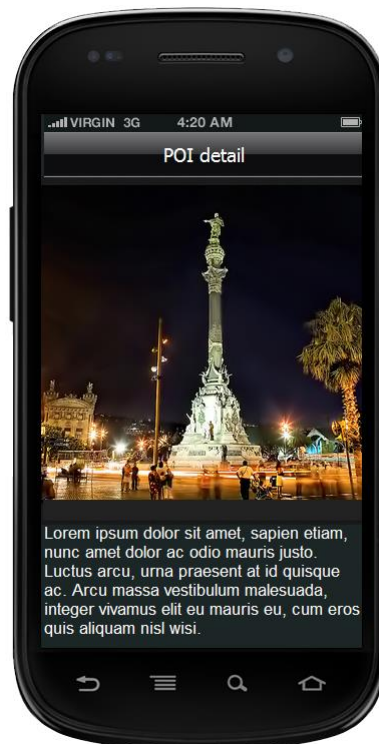 VIRGIN 3G 4:20 AM
POI detail
Lorem ipsum dolor sit amet, sapien etiam,
nunc amet dolor ac odio mauris justo.
Luctus arcu, urna praesent at id quisque
ac. Arcu massa vestibulum malesuada,
integer vivamus elit eu mauris eu, cum eros
quis aliquam nisl wisi.